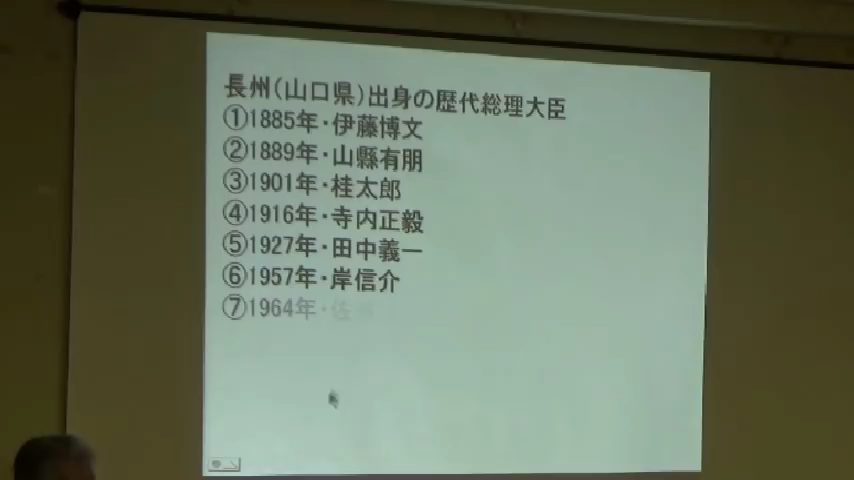 長州(山口県)出身の歴代総理大臣
①1885年・伊藤博文
②1889年・山縣有朋
③1901年・桂太郎
④1916年・寺内正毅
⑤1927年・田中義一
⑥1957年・岸信介
⑦1964年・佐